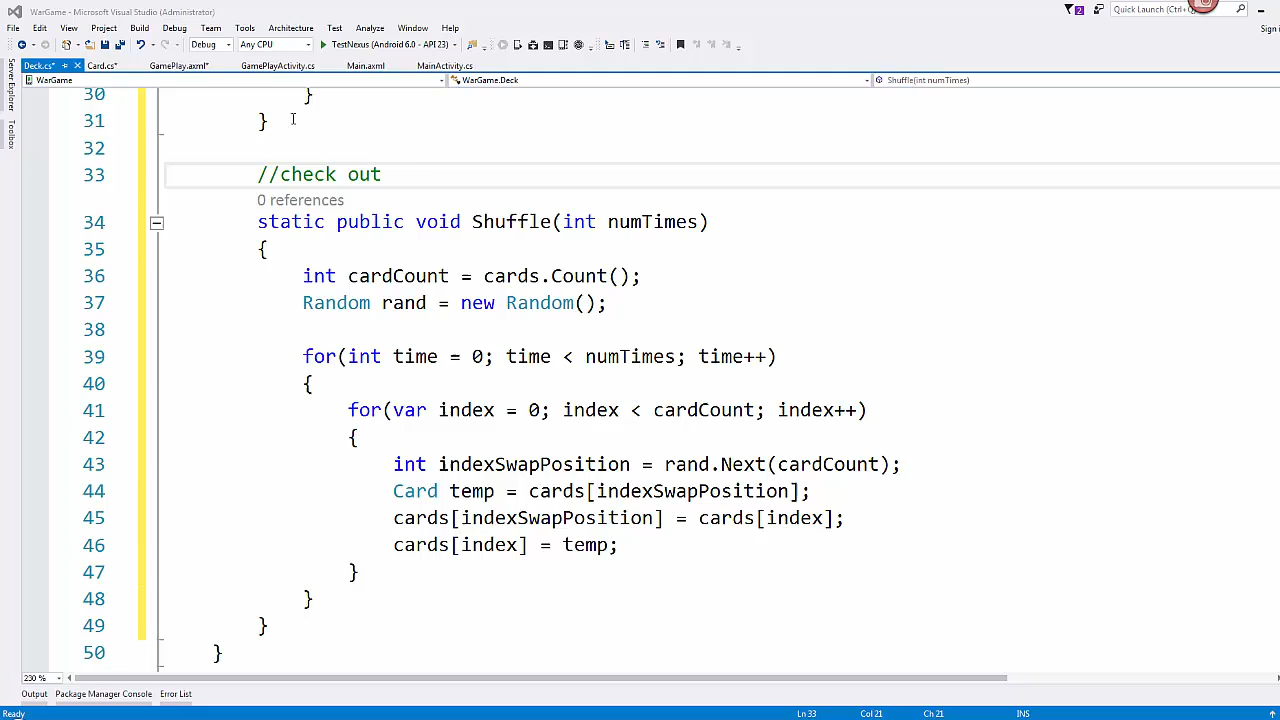 WarGame - Microsoft Visual Studio (Administrator)
2
Quick Launch (Ctrl+
File Edit View Project Build Debug Team Tools Architecture Test Analyze Window Help
Sign i
Debug Any CPU TestNexus (Android 6.0 - API 23)
Deck.cs* Card.cs* GamePlay.axml* GamePlayActivity.cs Main.axml MainActivity.cs
WarGame WarGame.Deck Shuffle(int numTimes)
Server Explorer
Toolbox
30 }
31 }
32
33 //check out
0 references
34 static public void Shuffle(int numTimes)
35 {
36 int cardCount = cards.Count();
37 Random rand = new Random();
38
39 for(int time = 0; time < numTimes; time++)
40 {
41 for(var index = 0; index < cardCount; index++)
42 {
43 int indexSwapPosition = rand.Next(cardCount);
44 Card temp = cards[indexSwapPosition];
45 cards[indexSwapPosition] = cards[index];
46 cards[index] = temp;
47 }
48 }
49 }
50 }
230 %
Output Package Manager Console Error List
Ready Ln 33 Col 21 Ch 21 INS